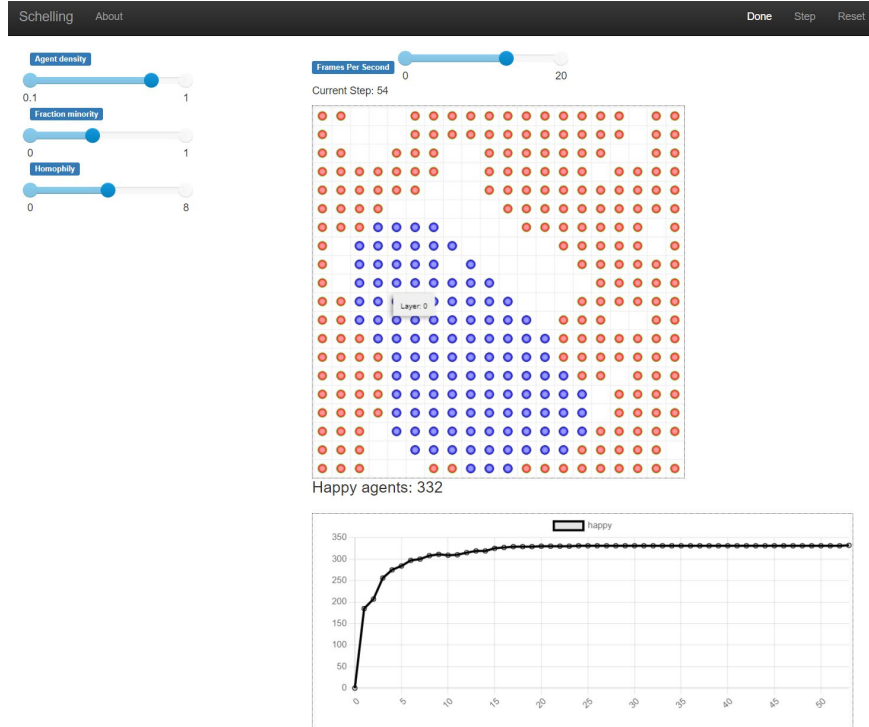 Schelling About Done Step Reset
Agent density
0.1 1
Fraction minority
0 1
Homophily
0 8
Frames Per Second
0 20
Current Step: 54
Layer: 0
Happy agents: 332
happy
350
300
250
200
150
100
50
0
0 5 10 15 20 25 30 35 40 45 50